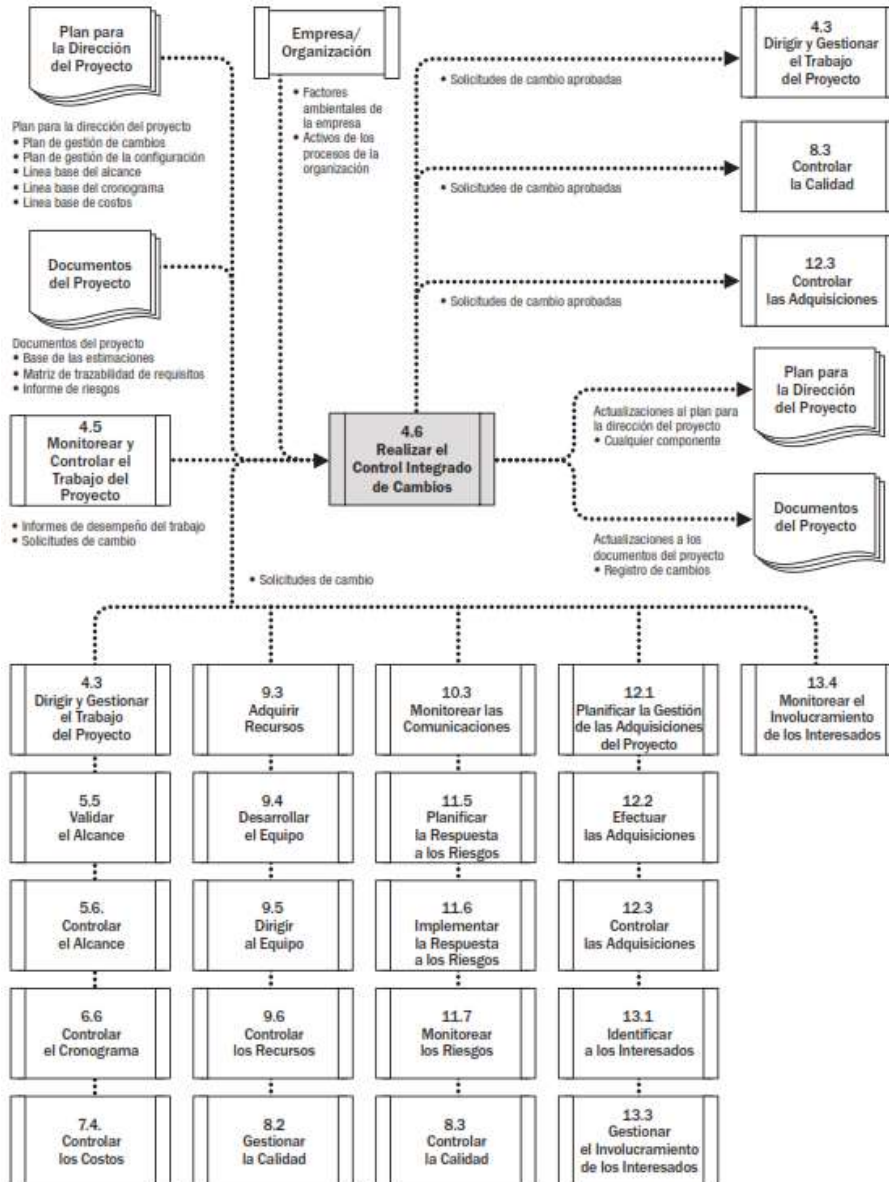 Plan para
la Dirección
del Proyecto
Plan para la dirección del proyecto
• Plan de gestión de cambios
• Plan de gestión de la configuración
• Línea base del alcance
• Línea base del cronograma
• Línea base de costos
Empresa/
Organización
• Factores
ambientales de
la empresa
• Activos de los
procesos de la
organización
• Solicitudes de cambio aprobadas
4.3
Dirigir y Gestionar
el Trabajo
del Proyecto
• Solicitudes de cambio aprobadas
8.3
Controlar
la Calidad
• Solicitudes de cambio aprobadas
12.3
Controlar
las Adquisiciones
Documentos
del Proyecto
Documentos del proyecto
• Base de las estimaciones
• Matriz de trazabilidad de requisitos
• Informe de riesgos
4.5
Monitorear y
Controlar el
Trabajo del
Proyecto
• Informes de desempeño del trabajo
• Solicitudes de cambio
4.6
Realizar el
Control Integrado
de Cambios
Actualizaciones al plan para
la dirección del proyecto
• Cualquier componente
Plan para
la Dirección
del Proyecto
Actualizaciones a los
documentos del proyecto
• Registro de cambios
Documentos
del Proyecto
• Solicitudes de cambio
4.3
Dirigir y Gestionar
el Trabajo
del Proyecto
9.3
Adquirir
Recursos
10.3
Monitorear las
Comunicaciones
12.1
Planificar la Gestión
de las Adquisiciones
del Proyecto
13.4
Monitorear el
Involucramiento
de los Interesados
5.5
Validar
el Alcance
9.4
Desarrollar
el Equipo
11.5
Planificar
la Respuesta
a los Riesgos
12.2
Efectuar
las Adquisiciones
5.6.
Controlar
el Alcance
9.5
Dirigir
al Equipo
11.6
Implementar
la Respuesta
a los Riesgos
12.3
Controlar
las Adquisiciones
6.6
Controlar
el Cronograma
9.6
Controlar
los Recursos
11.7
Monitorear
los Riesgos
13.1
Identificar
a los Interesados
7.4.
Controlar
los Costos
8.2
Gestionar
la Calidad
8.3
Controlar
la Calidad
13.3
Gestionar
el Involucramiento
de los Interesados